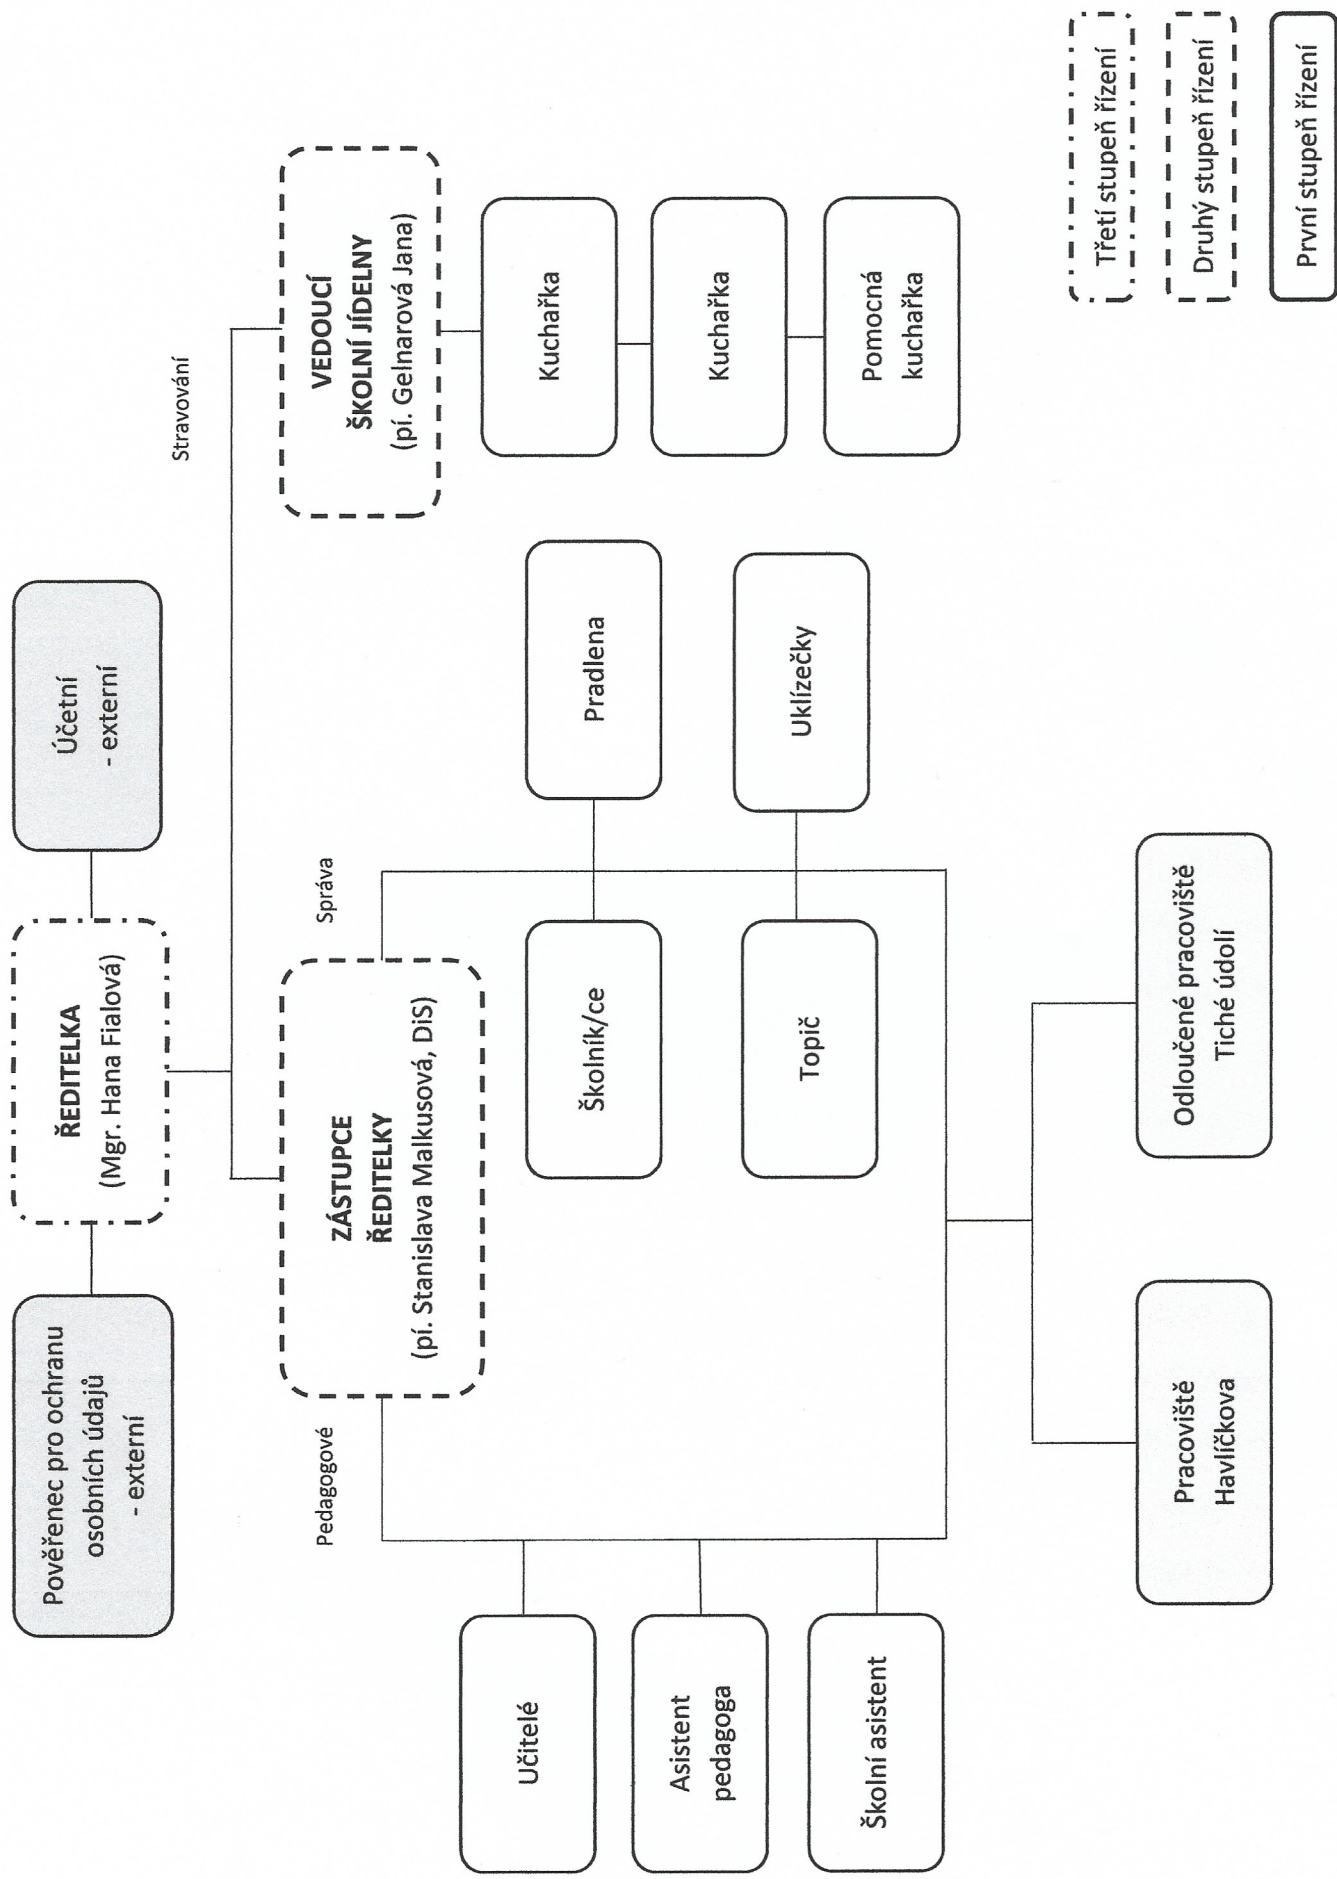 Pověřenec pro ochranu
osobních údajů
- externí
ŘEDITELKA
(Mgr. Hana Fialová)
Účetní
- externí
Stravování
Pedagogové
ZÁSTUPCE
ŘEDITELKY
(pí. Stanislava Malkusová, DiS)
Správa
VEDOUCÍ
ŠKOLNÍ JÍDELNY
(pí. Gelnarová Jana)
Učitelé
Asistent
pedagoga
Školní asistent
Školník/ce
Pradlena
Topič
Uklízečky
Kuchařka
Kuchařka
Pomocná
kuchařka
Pracoviště
Havlíčkova
Odloučené pracoviště
Tiché údolí
Třetí stupeň řízení
Druhý stupeň řízení
První stupeň řízení